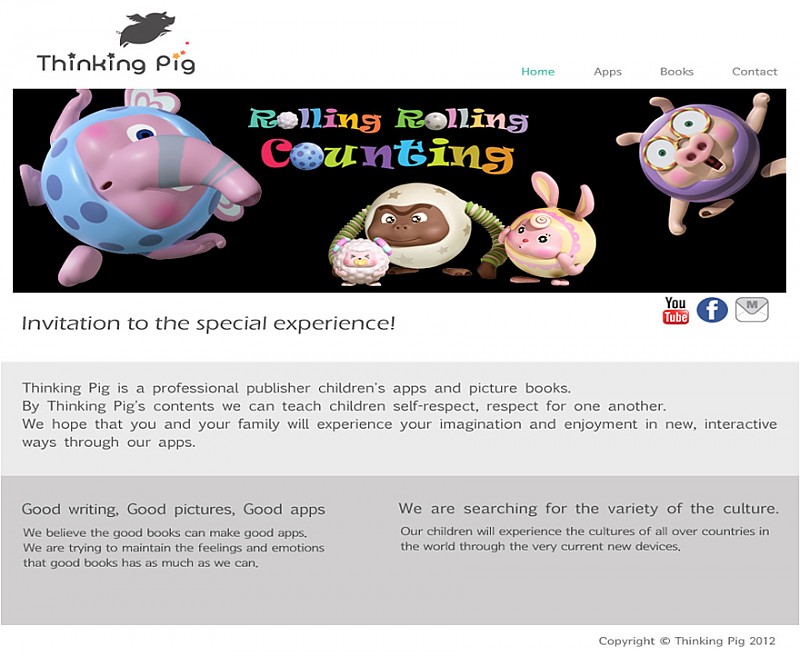 Thinking Pig
Home Apps Books Contact
Rolling Rolling
Counting
You
Tube
f
M
Invitation to the special experience!
Thinking Pig is a professional publisher children's apps and picture books.
By Thinking Pig's contents we can teach children self-respect, respect for one another.
We hope that you and your family will experience your imagination and enjoyment in new, interactive
ways through our apps.
Good writing, Good pictures, Good apps
We believe the good books can make good apps.
We are trying to maintain the feelings and emotions
that good books has as much as we can.
We are searching for the variety of the culture.
Our children will experience the cultures of all over countries in
the world through the very current new devices.
Copyright © Thinking Pig 2012